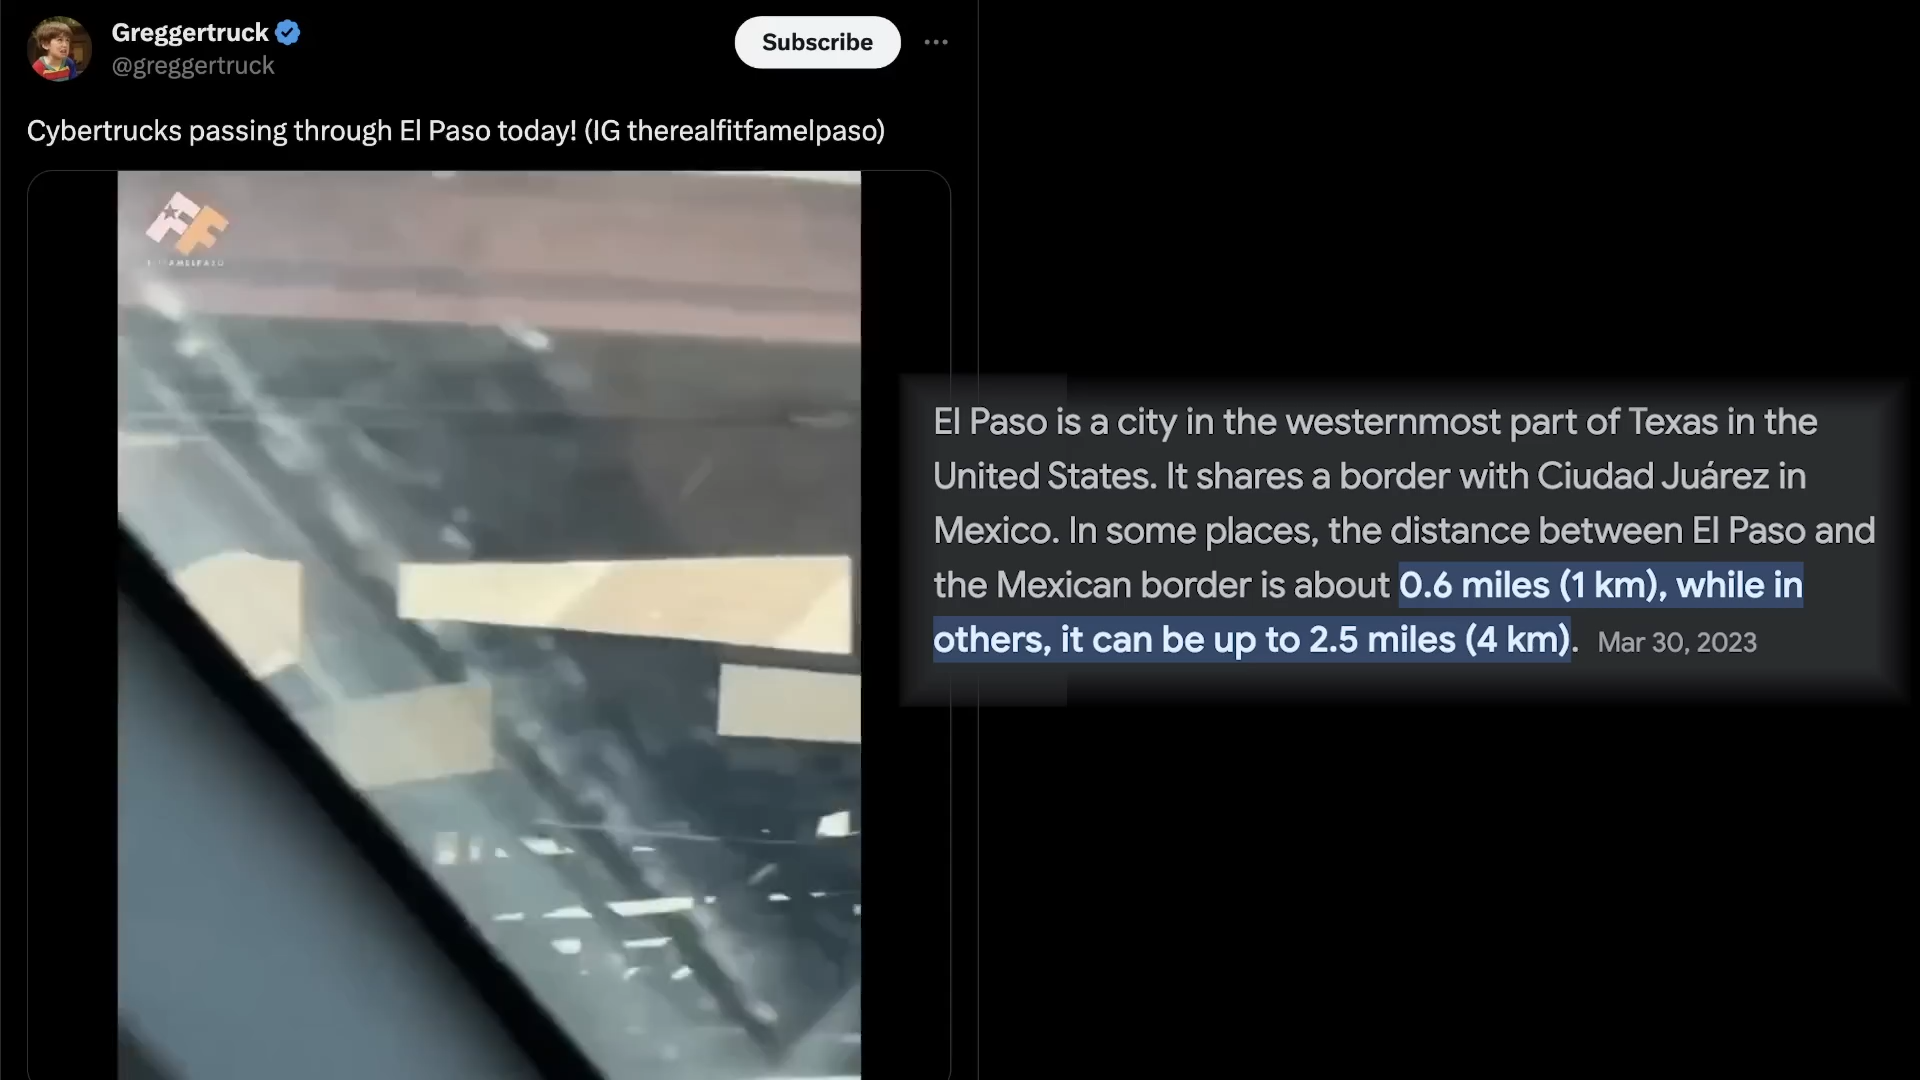 Greggertruck
@greggertruck
Subscribe
Cybertrucks passing through El Paso today! (IG therealfitfamelpaso)
FF
El Paso is a city in the westernmost part of Texas in the
United States. It shares a border with Ciudad Juárez in
Mexico. In some places, the distance between El Paso and
the Mexican border is about 0.6 miles (1 km), while in
others, it can be up to 2.5 miles (4 km). Mar 30, 2023